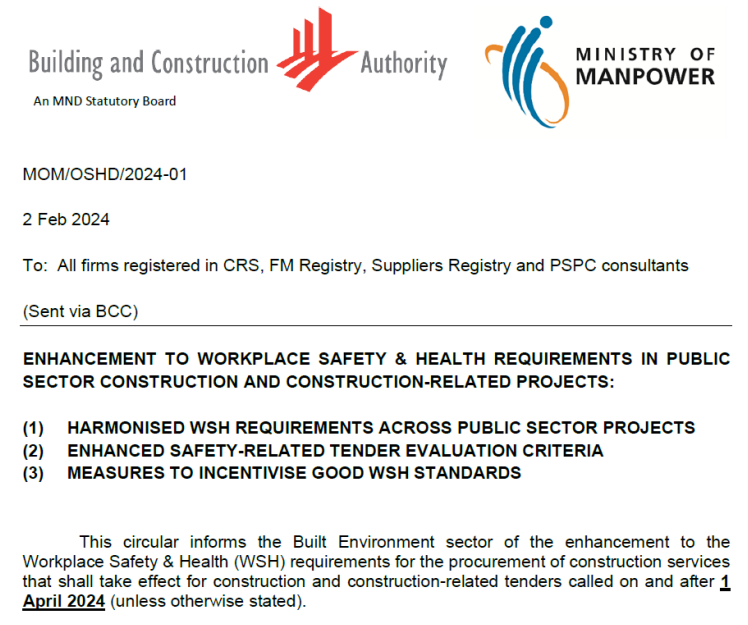 Building and Construction Authority
An MND Statutory Board
MINISTRY OF
MANPOWER
MOM/OSHD/2024-01
2 Feb 2024
To: All firms registered in CRS, FM Registry, Suppliers Registry and PSPC consultants
(Sent via BCC)
ENHANCEMENT TO WORKPLACE SAFETY & HEALTH REQUIREMENTS IN PUBLIC
SECTOR CONSTRUCTION AND CONSTRUCTION-RELATED PROJECTS:
(1) HARMONISED WSH REQUIREMENTS ACROSS PUBLIC SECTOR PROJECTS
(2) ENHANCED SAFETY-RELATED TENDER EVALUATION CRITERIA
(3) MEASURES TO INCENTIVISE GOOD WSH STANDARDS
This circular informs the Built Environment sector of the enhancement to the
Workplace Safety & Health (WSH) requirements for the procurement of construction services
that shall take effect for construction and construction-related tenders called on and after 1
April 2024 (unless otherwise stated).